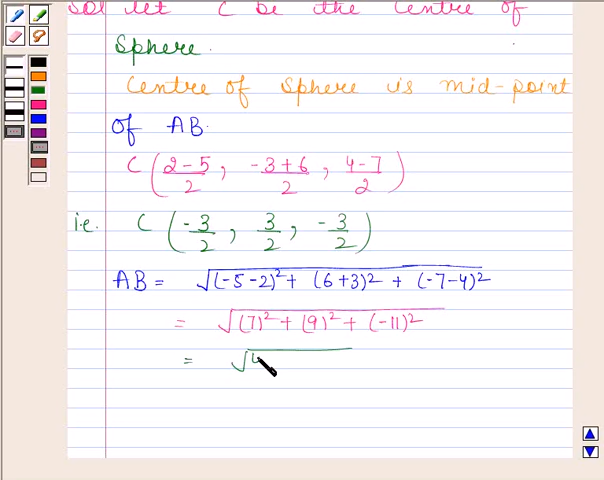 Sol let C be the Centre of
Sphere.
Centre of Sphere is mid-point
of AB.
C (2-5/2, -3+6/2, 4-7/2)
i.e. C (-3/2, 3/2, -3/2)
AB = √(-5-2)² + (6+3)² + (-7-4)²
= √(7)² + (9)² + (-11)²
= √